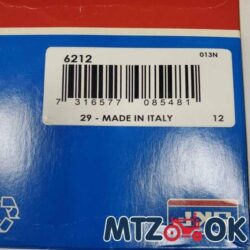 6212 013N
7 316577 085481
29 - MADE IN ITALY 12
MTZ OK